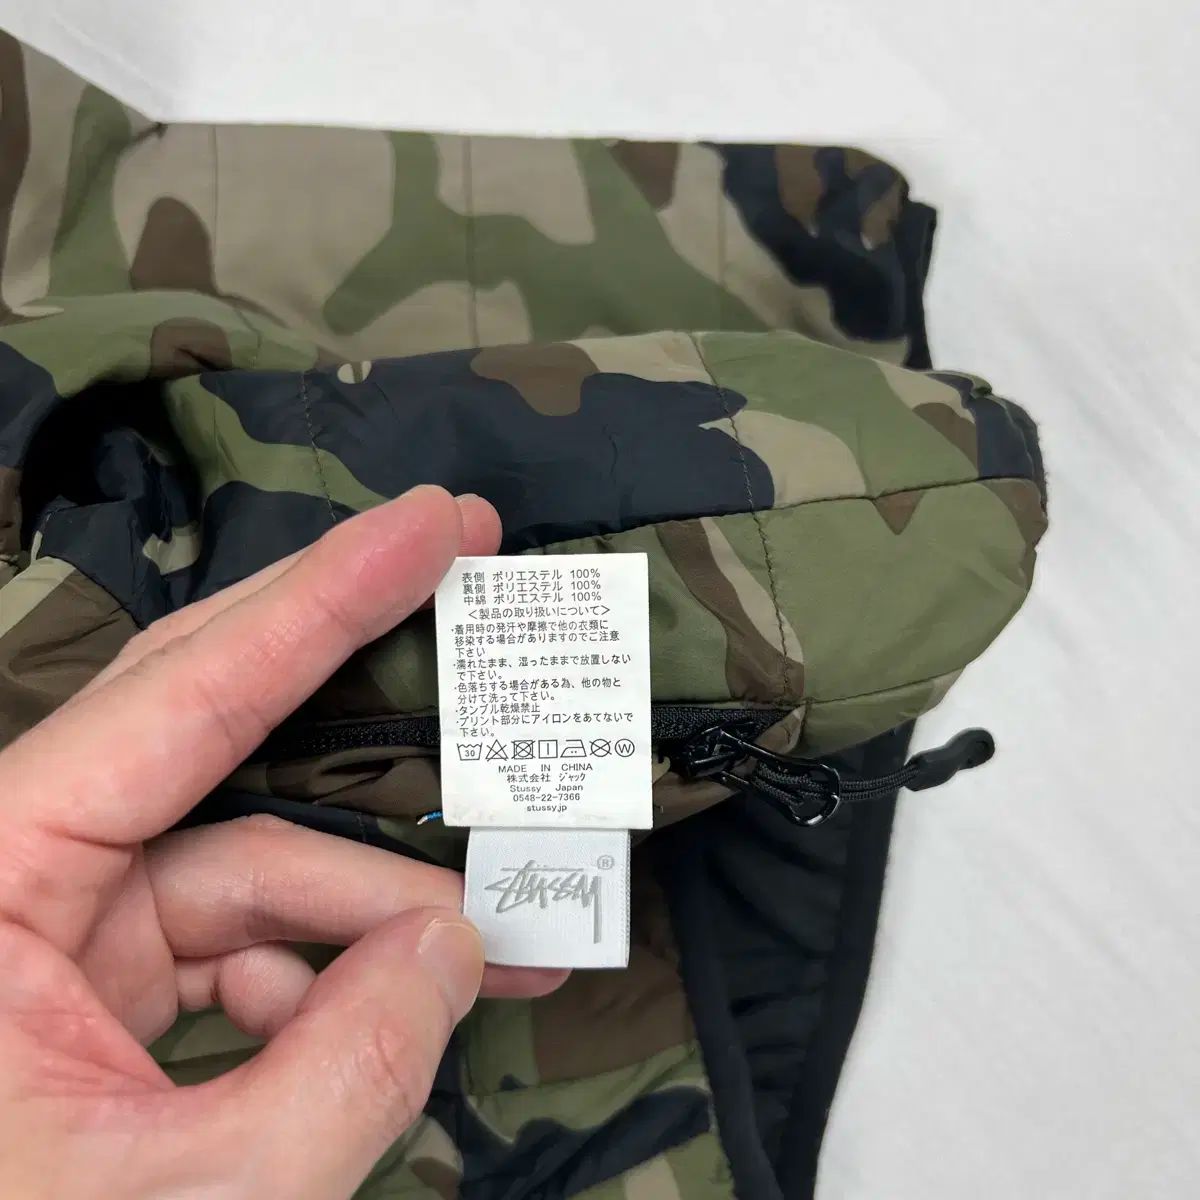 表側 ポリエステル 100%
裏側 ポリエステル 100%
中綿 ポリエステル 100%
<製品の取り扱いについて>
・着用時の発汗や摩擦で他の衣類に
移染する場合がありますのでご注意
下さい
・濡れたまま、湿ったままで放置しない
で下さい。
・色落ちする場合がある為、他の物と
分けて洗って下さい。
・タンブル乾燥禁止
・プリント部分にアイロンをあてないで
下さい。
30 W
MADE IN CHINA
株式会社 ジャック
Stussy Japan
0548-22-7366
stussy.jp
STÜSSY ®